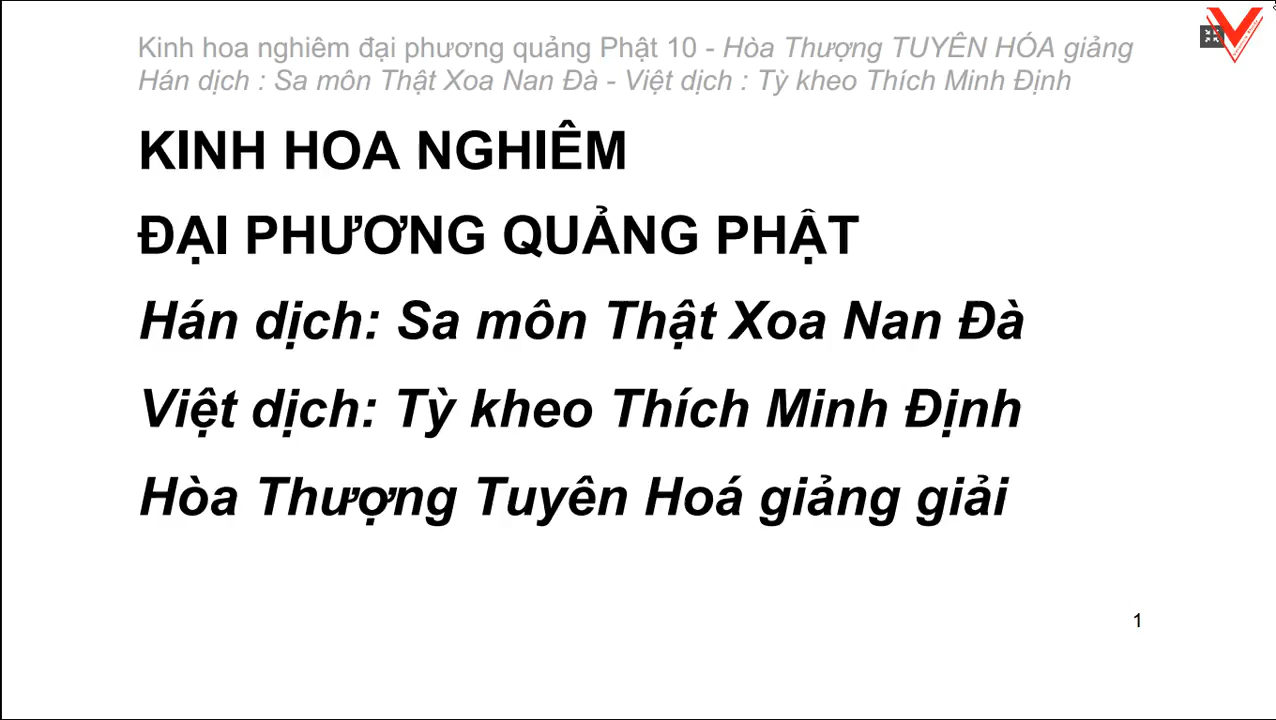 Kinh hoa nghiêm đại phương quảng Phật 10 - Hòa Thượng TUYÊN HÓA giảng
Hán dịch : Sa môn Thật Xoa Nan Đà - Việt dịch : Tỳ kheo Thích Minh Định
KINH HOA NGHIÊM
ĐẠI PHƯƠNG QUẢNG PHẬT
Hán dịch: Sa môn Thật Xoa Nan Đà
Việt dịch: Tỳ kheo Thích Minh Định
Hòa Thượng Tuyên Hoá giảng giải
1